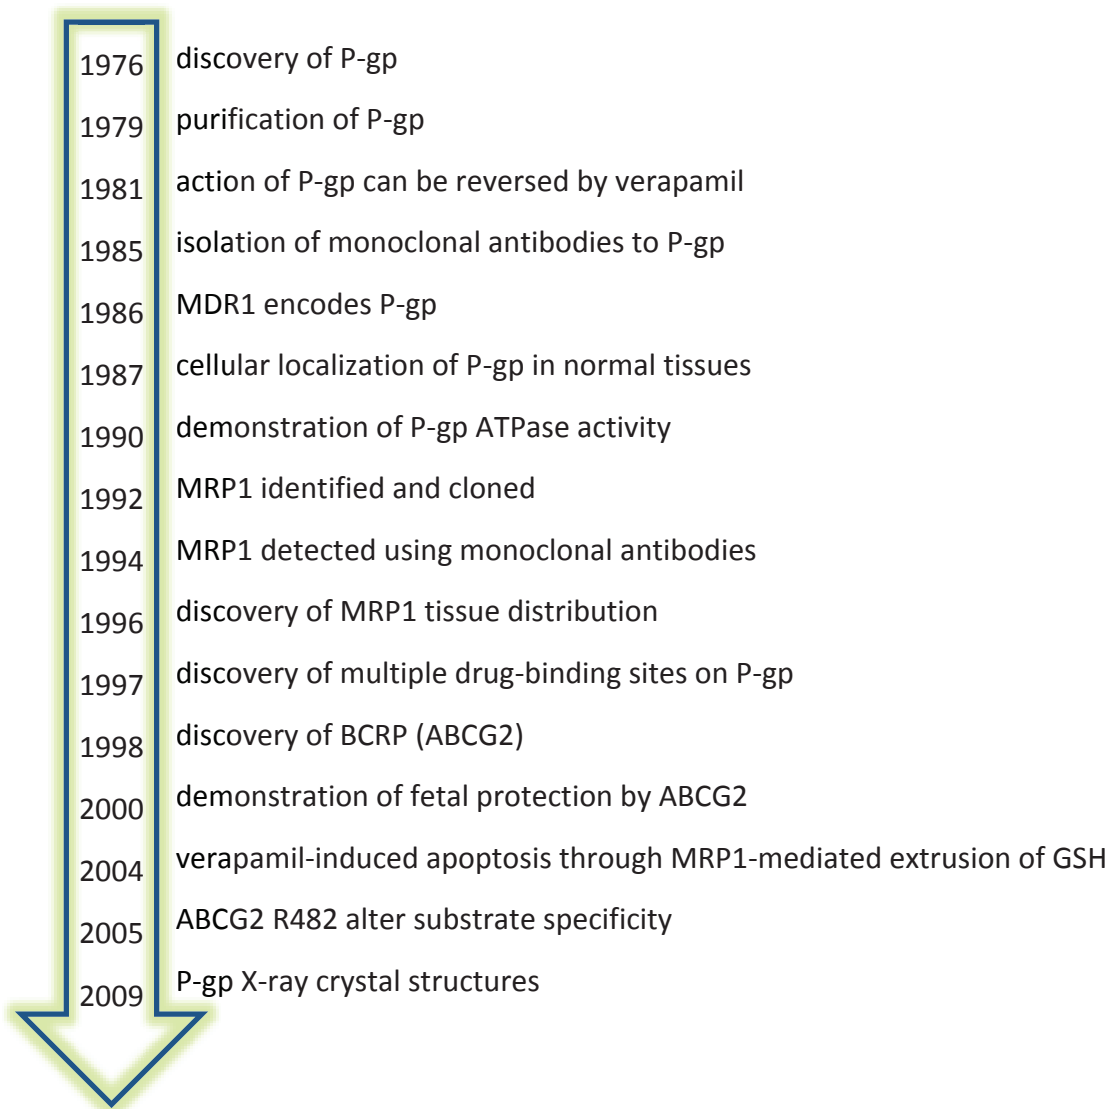 1976 discovery of P-gp
1979 purification of P-gp
1981 action of P-gp can be reversed by verapamil
1985 isolation of monoclonal antibodies to P-gp
1986 MDR1 encodes P-gp
1987 cellular localization of P-gp in normal tissues
1990 demonstration of P-gp ATPase activity
1992 MRP1 identified and cloned
1994 MRP1 detected using monoclonal antibodies
1996 discovery of MRP1 tissue distribution
1997 discovery of multiple drug-binding sites on P-gp
1998 discovery of BCRP (ABCG2)
2000 demonstration of fetal protection by ABCG2
2004 verapamil-induced apoptosis through MRP1-mediated extrusion of GSH
2005 ABCG2 R482 alter substrate specificity
2009 P-gp X-ray crystal structures